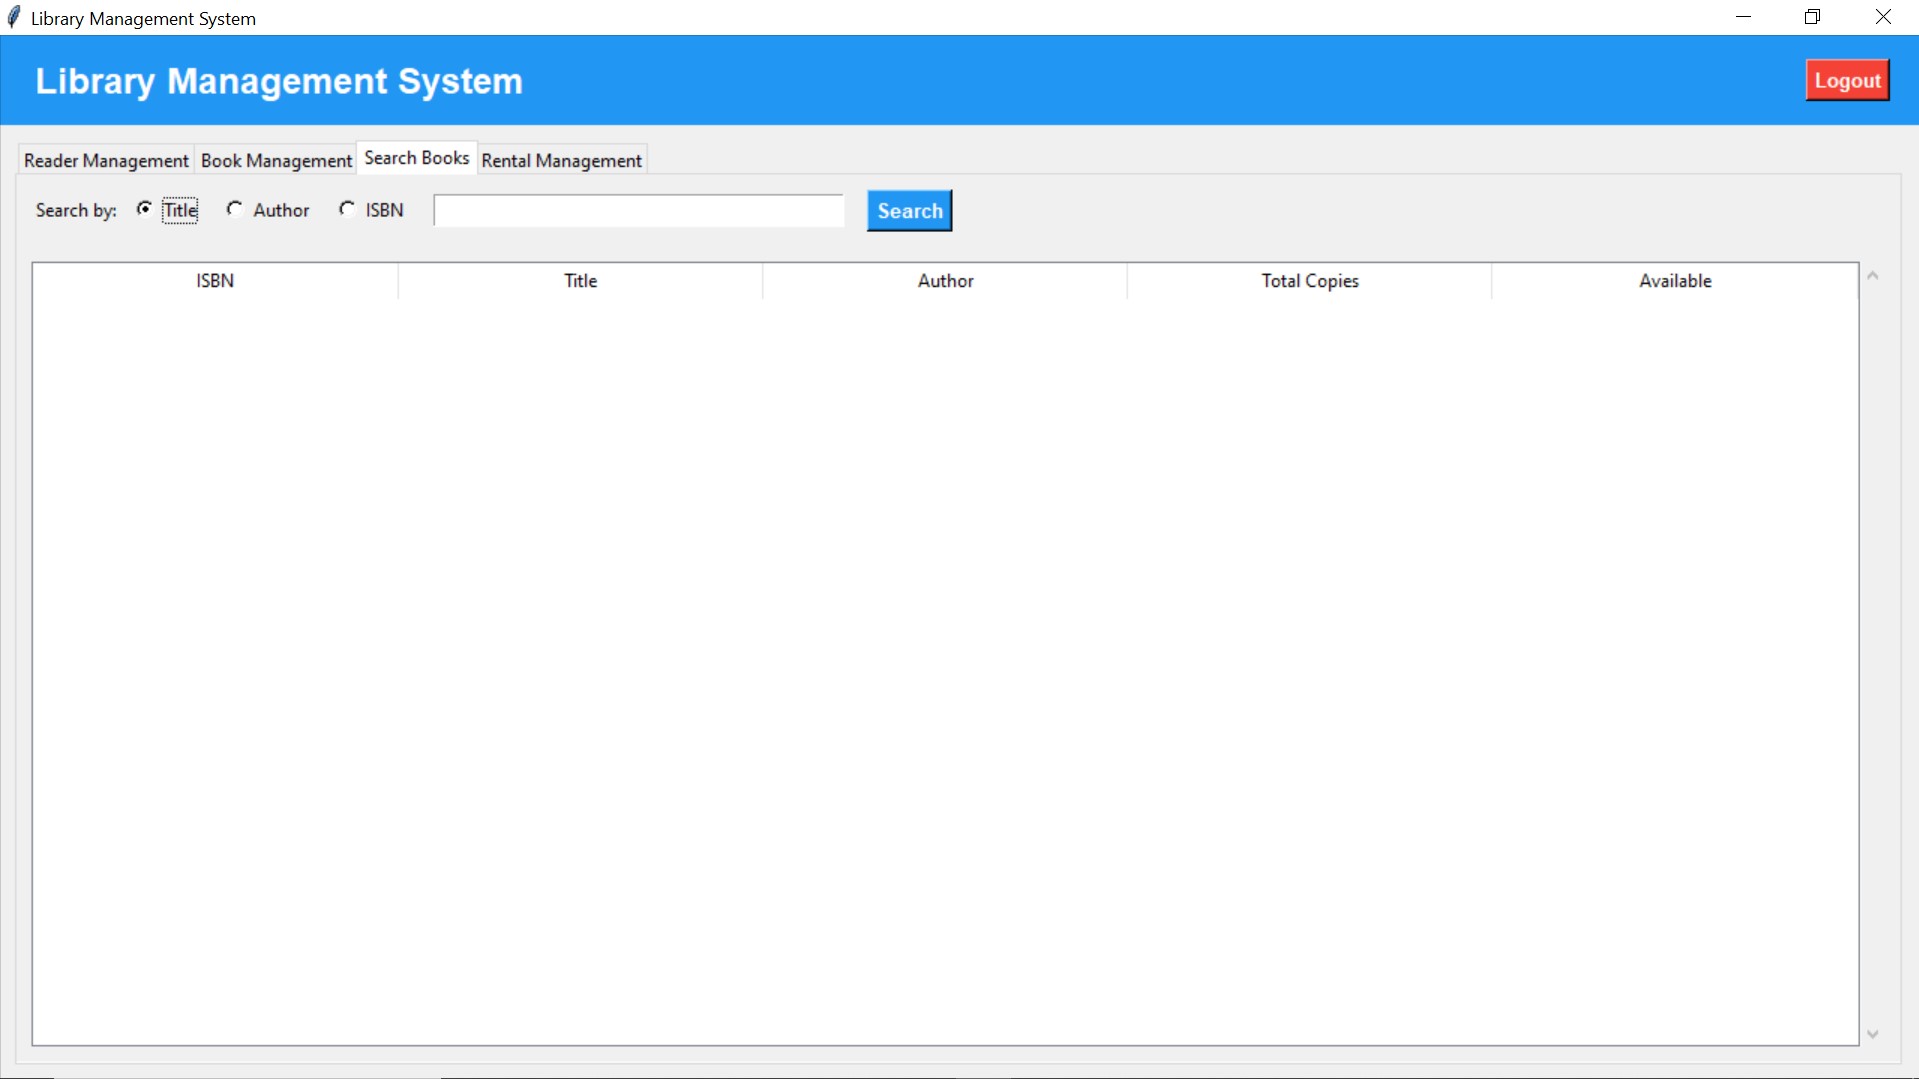 Library Management System
Library Management System
Logout
Reader Management Book Management Search Books Rental Management
Search by: Title Author ISBN Search
ISBN Title Author Total Copies Available